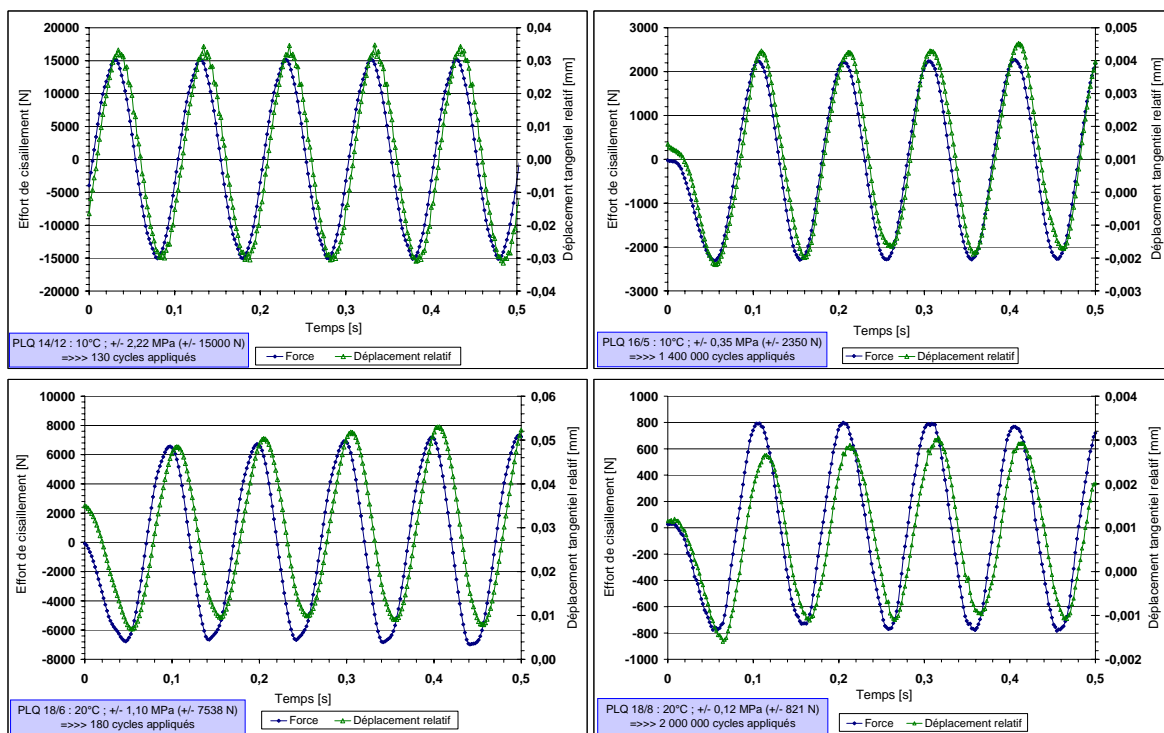 20000
15000
10000
5000
0
-5000
-10000
-15000
-20000
Effort de cisaillement [N]
0,04
0,03
0,02
0,01
0,00
-0,01
-0,02
-0,03
-0,04
Déplacement tangentiel relatif [mm]
0 0,1 0,2 0,3 0,4 0,5
Temps [s]
PLQ 14/12 : 10°C ; +/- 2,22 MPa (+/- 15000 N)
=>>> 130 cycles appliqués
Force Déplacement relatif
3000
2000
1000
0
-1000
-2000
-3000
Effort de cisaillement [N]
0,005
0,004
0,003
0,002
0,001
0,000
-0,001
-0,002
-0,003
Déplacement tangentiel relatif [mm]
0 0,1 0,2 0,3 0,4 0,5
Temps [s]
PLQ 16/5 : 10°C ; +/- 0,35 MPa (+/- 2350 N)
=>>> 1 400 000 cycles appliqués
Force Déplacement relatif
10000
8000
6000
4000
2000
0
-2000
-4000
-6000
-8000
Effort de cisaillement [N]
0,06
0,05
0,04
0,03
0,02
0,01
0,00
Déplacement tangentiel relatif [mm]
0 0,1 0,2 0,3 0,4 0,5
Temps [s]
PLQ 18/6 : 20°C ; +/- 1,10 MPa (+/- 7538 N)
=>>> 180 cycles appliqués
Force Déplacement relatif
1000
800
600
400
200
0
-200
-400
-600
-800
-1000
Effort de cisaillement [N]
0,004
0,003
0,002
0,001
0,000
-0,001
-0,002
Déplacement tangentiel relatif [mm]
0 0,1 0,2 0,3 0,4 0,5
Temps [s]
PLQ 18/8 : 20°C ; +/- 0,12 MPa (+/- 821 N)
=>>> 2 000 000 cycles appliqués
Force Déplacement relatif